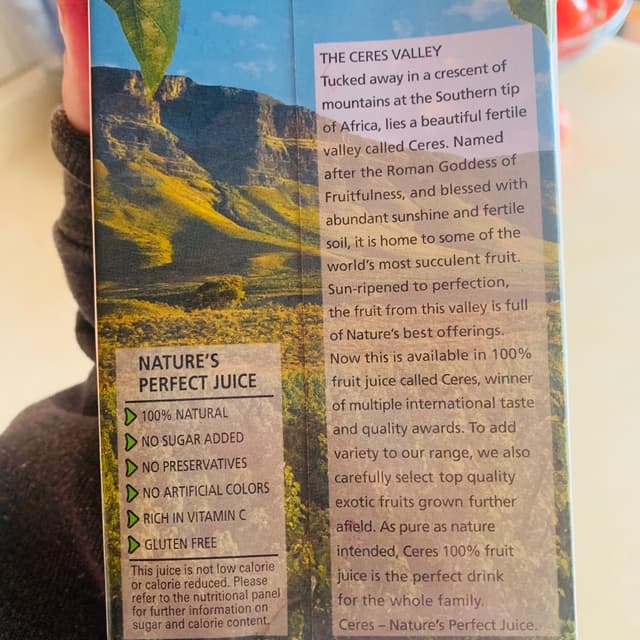 THE CERES VALLEY
Tucked away in a crescent of
mountains at the Southern tip
of Africa, lies a beautiful fertile
valley called Ceres. Named
after the Roman Goddess of
Fruitfulness, and blessed with
abundant sunshine and fertile
soil, it is home to some of the
world's most succulent fruit.
Sun-ripened to perfection,
the fruit from this valley is full
of Nature's best offerings.
Now this is available in 100%
fruit juice called Ceres, winner
of multiple international taste
and quality awards. To add
variety to our range, we also
carefully select top quality
exotic fruits grown further
afield. As pure as nature
intended, Ceres 100% fruit
juice is the perfect drink
for the whole family.
Ceres – Nature's Perfect Juice.
NATURE'S
PERFECT JUICE
100% NATURAL
NO SUGAR ADDED
NO PRESERVATIVES
NO ARTIFICIAL COLORS
RICH IN VITAMIN C
GLUTEN FREE
This juice is not low calorie
or calorie reduced. Please
refer to the nutritional panel
for further information on
sugar and calorie content.